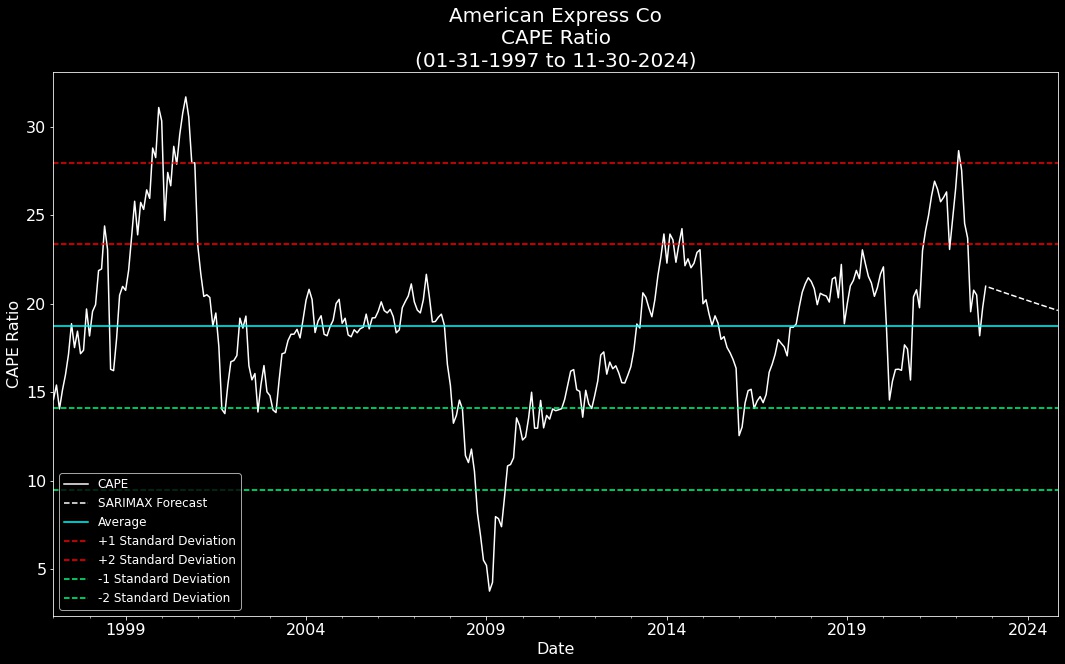 American Express Co
CAPE Ratio
(01-31-1997 to 11-30-2024)
CAPE Ratio
30
25
20
15
10
5
CAPE
SARIMAX Forecast
Average
+1 Standard Deviation
+2 Standard Deviation
-1 Standard Deviation
-2 Standard Deviation
1999 2004 2009 2014 2019 2024
Date